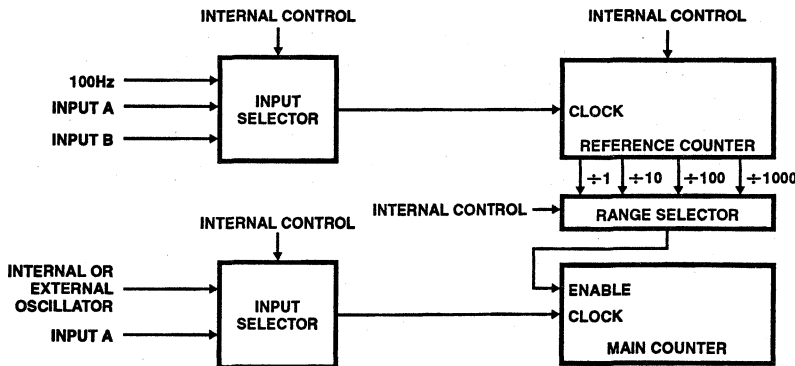 INTERNAL CONTROL
INTERNAL CONTROL
100Hz
INPUT A
INPUT B
INPUT
SELECTOR
CLOCK
REFERENCE COUNTER
÷1
÷10
÷100
÷1000
INTERNAL CONTROL
RANGE SELECTOR
INTERNAL CONTROL
INTERNAL OR
EXTERNAL
OSCILLATOR
INPUT A
INPUT
SELECTOR
ENABLE
CLOCK
MAIN COUNTER